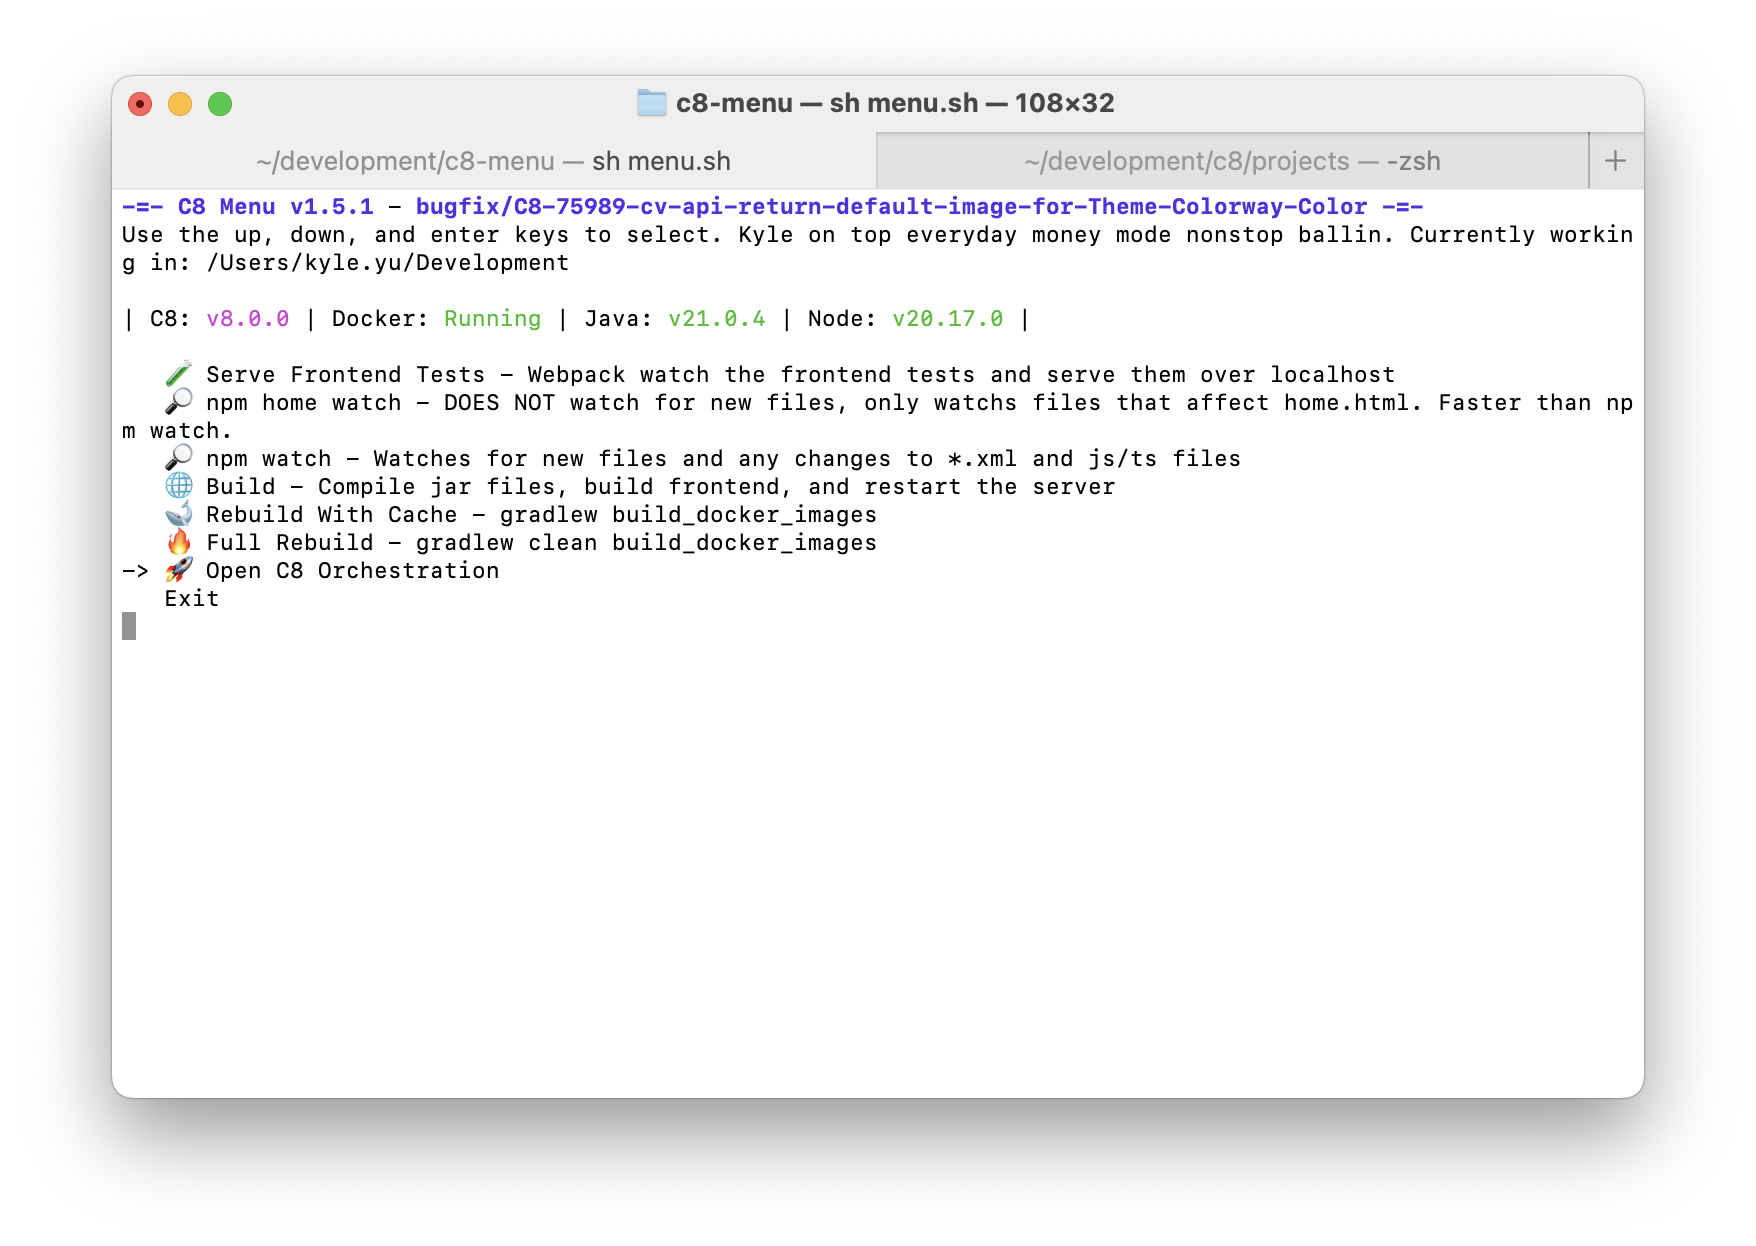 c8-menu — sh menu.sh — 108×32
~/development/c8-menu — sh menu.sh
~/development/c8/projects — -zsh
+
-=- C8 Menu v1.5.1 - bugfix/C8-75989-cv-api-return-default-image-for-Theme-Colorway-Color -=-
Use the up, down, and enter keys to select. Kyle on top everyday money mode nonstop ballin. Currently workin
g in: /Users/kyle.yu/Development
| C8: v8.0.0 | Docker: Running | Java: v21.0.4 | Node: v20.17.0 |
🧪 Serve Frontend Tests - Webpack watch the frontend tests and serve them over localhost
🔎 npm home watch - DOES NOT watch for new files, only watchs files that affect home.html. Faster than np
m watch.
🔎 npm watch - Watches for new files and any changes to *.xml and js/ts files
🌐 Build - Compile jar files, build frontend, and restart the server
🐋 Rebuild With Cache - gradlew build_docker_images
🔥 Full Rebuild - gradlew clean build_docker_images
-> 🚀 Open C8 Orchestration
Exit